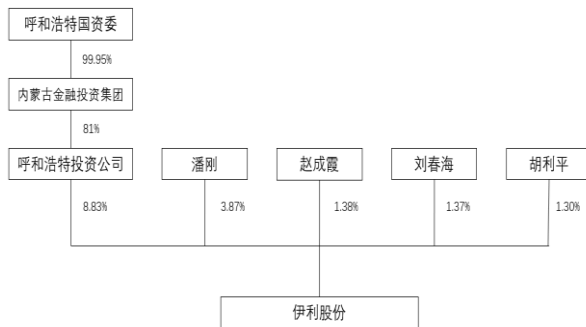 呼和浩特国资委
99.95%
内蒙古金融投资集团
81%
呼和浩特投资公司
潘刚
赵成霞
刘春海
胡利平
8.83%
3.87%
1.38%
1.37%
1.30%
伊利股份